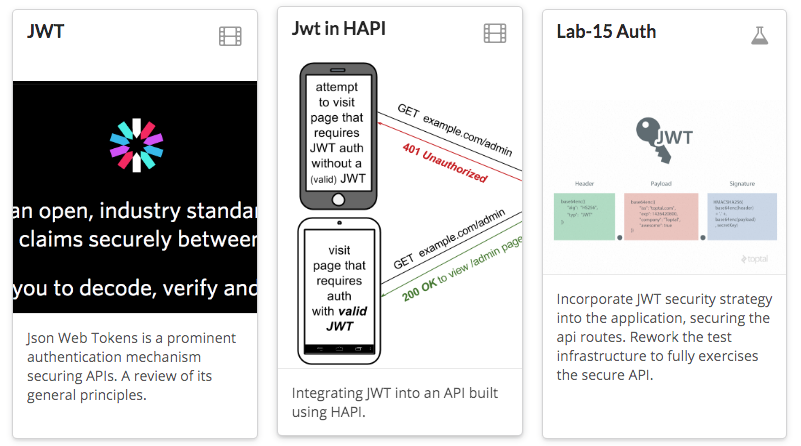 JWT
an open, industry standa
claims securely between
you to decode, verify and
Json Web Tokens is a prominent
authentication mechanism
securing APIs. A review of its
general principles.
Jwt in HAPI
attempt
to visit
page that
requires
JWT auth
without a
(valid) JWT
GET example.com/admin
401 Unauthorized
visit
page that
requires
auth
with valid
JWT
GET example.com/admin
200 OK to view /admin page
Integrating JWT into an API built
using HAPI.
Lab-15 Auth
JWT
Header
Payload
Signature
toptal
Incorporate JWT security strategy
into the application, securing the
api routes. Rework the test
infrastructure to fully exercises
the secure API.